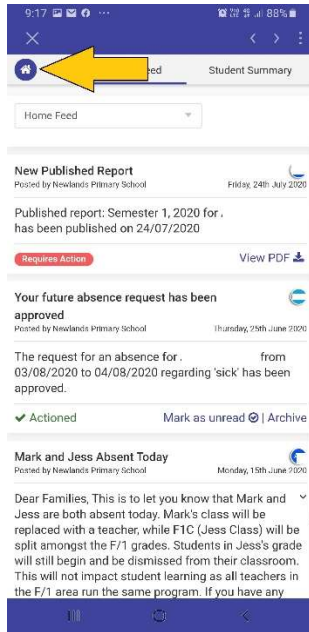 9:17 88%
eed Student Summary
Home Feed
New Published Report
Posted by Newlands Primary School Friday, 24th July 2020
Published report: Semester 1, 2020 for .
has been published on 24/07/2020
Requires Action View PDF
Your future absence request has been
approved
Posted by Newlands Primary School Thursday, 25th June 2020
The request for an absence for . from
03/08/2020 to 04/08/2020 regarding 'sick' has been
approved.
Actioned Mark as unread | Archive
Mark and Jess Absent Today
Posted by Newlands Primary School Monday, 15th June 2020
Dear Families, This is to let you know that Mark and
Jess are both absent today. Mark's class will be
replaced with a teacher, while F1C (Jess Class) will be
split amongst the F/1 grades. Students in Jess's grade
will still begin and be dismissed from their classroom.
This will not impact student learning as all teachers in
the F/1 area run the same program. If you have any